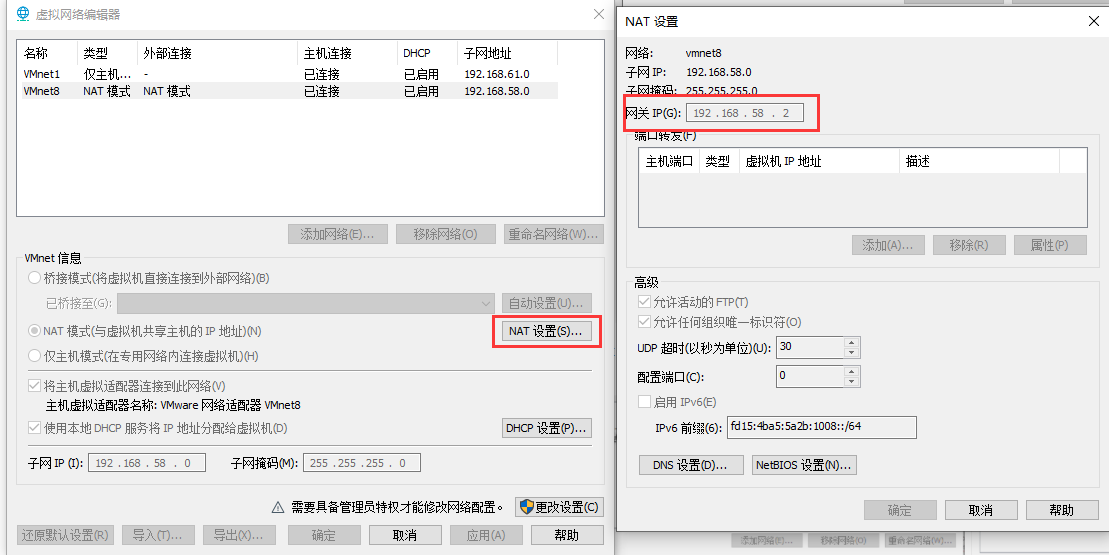 虚拟网络编辑器
名称 类型 外部连接 主机连接 DHCP 子网地址
VMnet1 仅主机... - 已连接 已启用 192.168.61.0
VMnet8 NAT 模式 NAT 模式 已连接 已启用 192.168.58.0
添加网络(E)... 移除网络(O) 重命名网络(W)...
VMnet 信息
桥接模式(将虚拟机直接连接到外部网络)(B)
已桥接至(G): 自动设置(U)...
NAT 模式(与虚拟机共享主机的 IP 地址)(N) NAT 设置(S)...
仅主机模式(在专用网络内连接虚拟机)(H)
将主机虚拟适配器连接到此网络(V)
主机虚拟适配器名称: VMware 网络适配器 VMnet8
使用本地 DHCP 服务将 IP 地址分配给虚拟机(D) DHCP 设置(P)...
子网 IP (I): 192 . 168 . 58 . 0 子网掩码(M): 255 . 255 . 255 . 0
需要具备管理员特权才能修改网络配置。 更改设置(C)
还原默认设置(R) 导入(T)... 导出(X)... 确定 取消 应用(A) 帮助
NAT 设置
网络: vmnet8
子网 IP: 192.168.58.0
子网掩码: 255.255.255.0
网关 IP(G): 192 . 168 . 58 . 2
端口转发(F)
主机端口 类型 虚拟机 IP 地址 描述
添加(A)... 移除(R) 属性(P)
高级
允许活动的 FTP(T)
允许任何组织唯一标识符(O)
UDP 超时(以秒为单位)(U): 30
配置端口(C): 0
启用 IPv6(E)
IPv6 前缀(6): fd15:4ba5:5a2b:1008::/64
DNS 设置(D)... NetBIOS 设置(N)...
确定 取消 帮助
添加网络(E)... 移除网络(O) 重命名网络(W)...